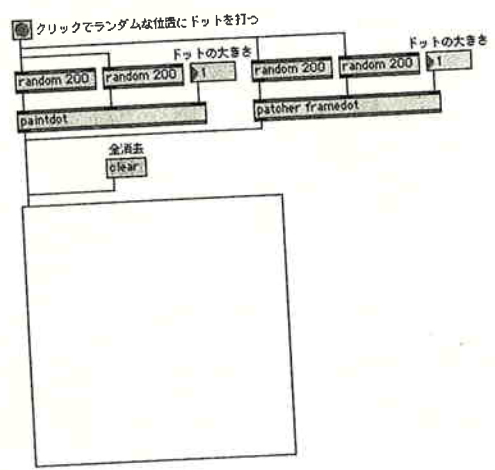 クリックでランダムな位置にドットを打つ
ドットの大きさ
ドットの大きさ
random 200
random 200
1
random 200
random 200
1
paintdot
patcher framedot
全消去
clear